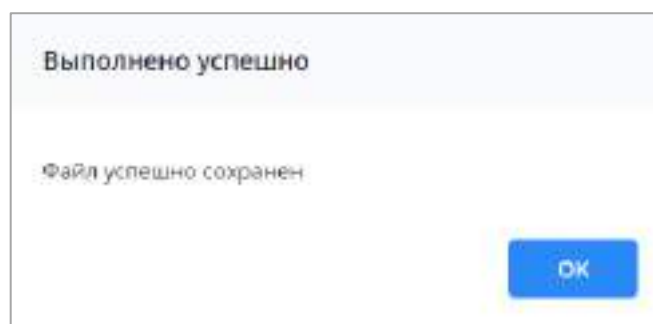 Выполнено успешно
Файл успешно сохранен
ОК